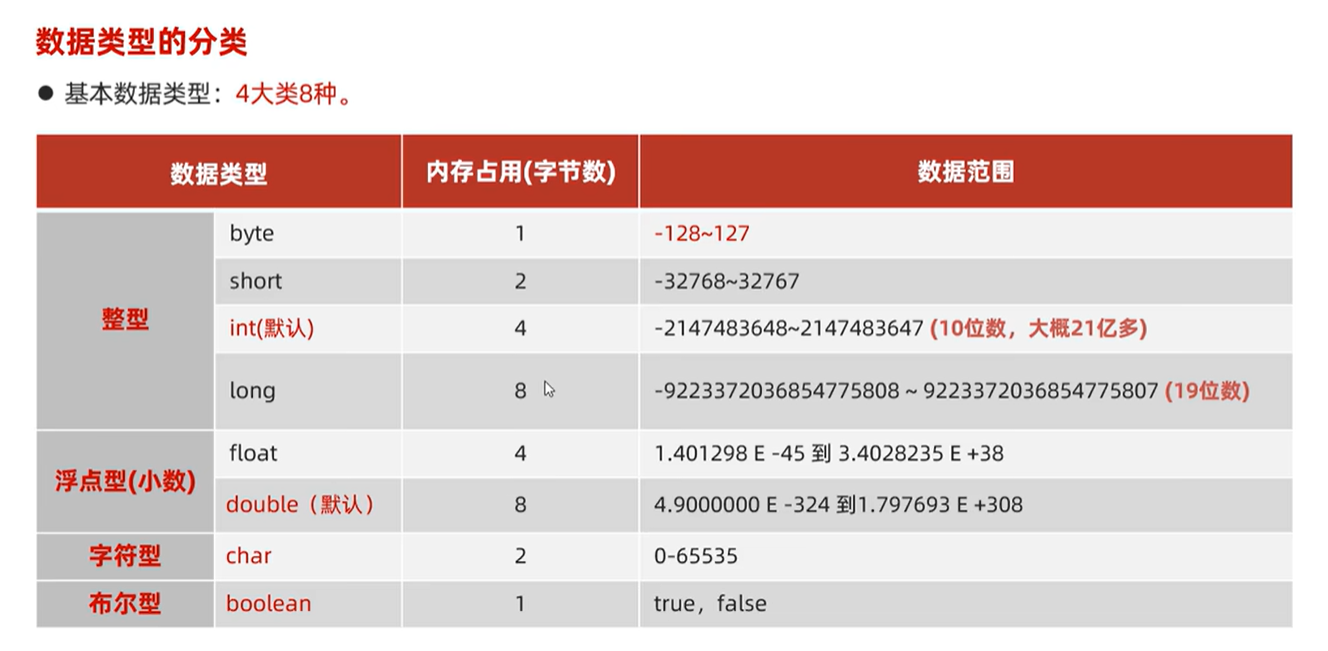 数据类型的分类
● 基本数据类型：4大类8种。
数据类型 内存占用(字节数) 数据范围
整型
byte 1 -128~127
short 2 -32768~32767
int(默认) 4 -2147483648~2147483647 (10位数，大概21亿多)
long 8 -9223372036854775808 ~ 9223372036854775807 (19位数)
浮点型(小数)
float 4 1.401298 E -45 到 3.4028235 E +38
double（默认） 8 4.9000000 E -324 到1.797693 E +308
字符型 char 2 0-65535
布尔型 boolean 1 true，false